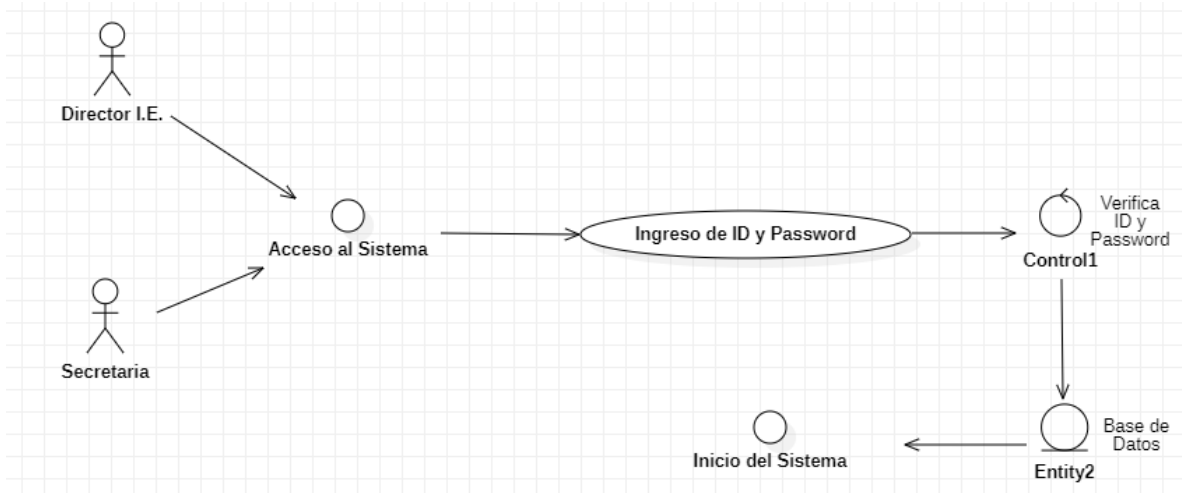 Director I.E.
Acceso al Sistema
Secretaria
Ingreso de ID y Password
Verifica
ID y
Password
Control1
Base de
Datos
Entity2
Inicio del Sistema